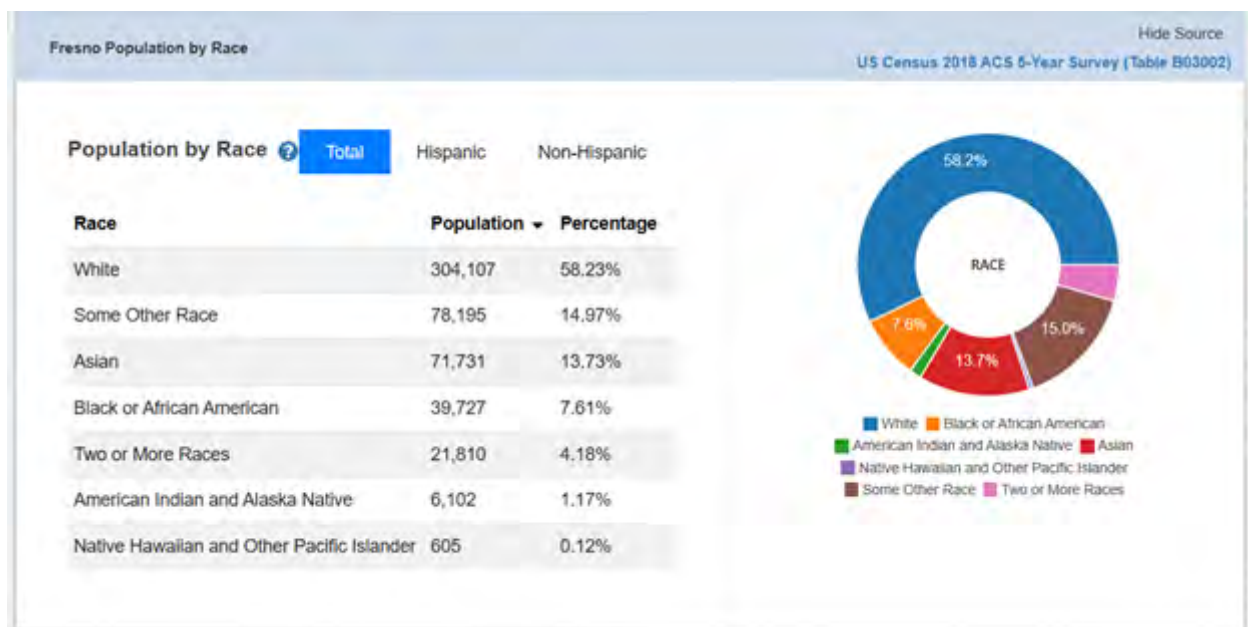 Fresno Population by Race
Hide Source
US Census 2018 ACS 5-Year Survey (Table B03002)
Population by Race ? Total Hispanic Non-Hispanic
Race Population Percentage
White 304,107 58.23%
Some Other Race 78,195 14.97%
Asian 71,731 13.73%
Black or African American 39,727 7.61%
Two or More Races 21,810 4.18%
American Indian and Alaska Native 6,102 1.17%
Native Hawaiian and Other Pacific Islander 605 0.12%
58.2%
RACE
7.6%
15.0%
13.7%
White Black or African American
American Indian and Alaska Native Asian
Native Hawaiian and Other Pacific Islander
Some Other Race Two or More Races